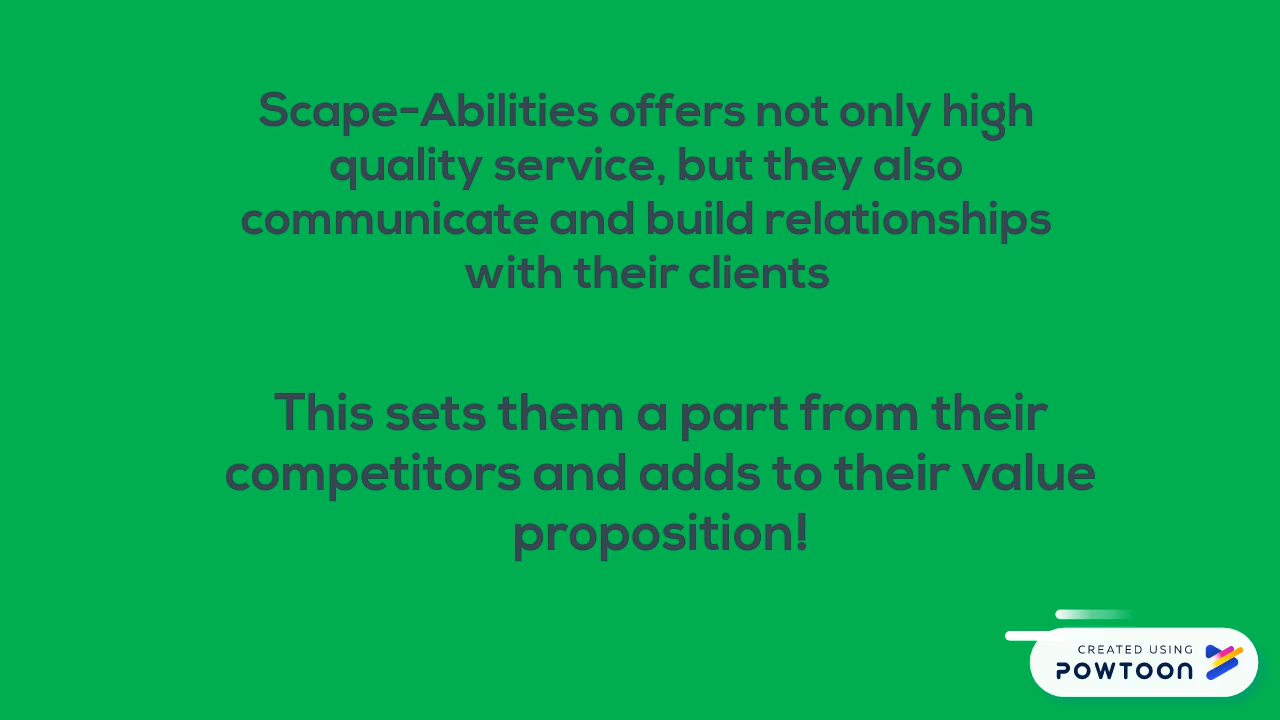 Scape-Abilities offers not only high
quality service, but they also
communicate and build relationships
with their clients
This sets them a part from their
competitors and adds to their value
proposition!
CREATED USING
POWTOON